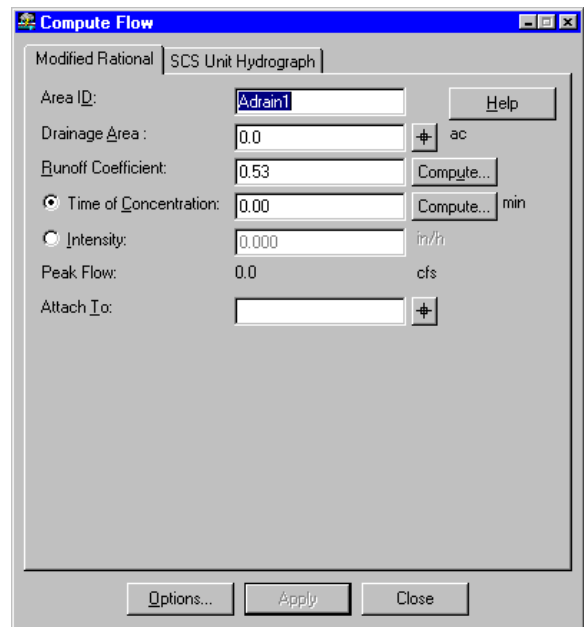 Compute Flow
Modified Rational SCS Unit Hydrograph
Area ID: Adrain1 Help
Drainage Area : 0.0 ac
Runoff Coefficient: 0.53 Compute...
Time of Concentration: 0.00 Compute... min
Intensity: 0.000 in/h
Peak Flow: 0.0 cfs
Attach To:
Options... Apply Close